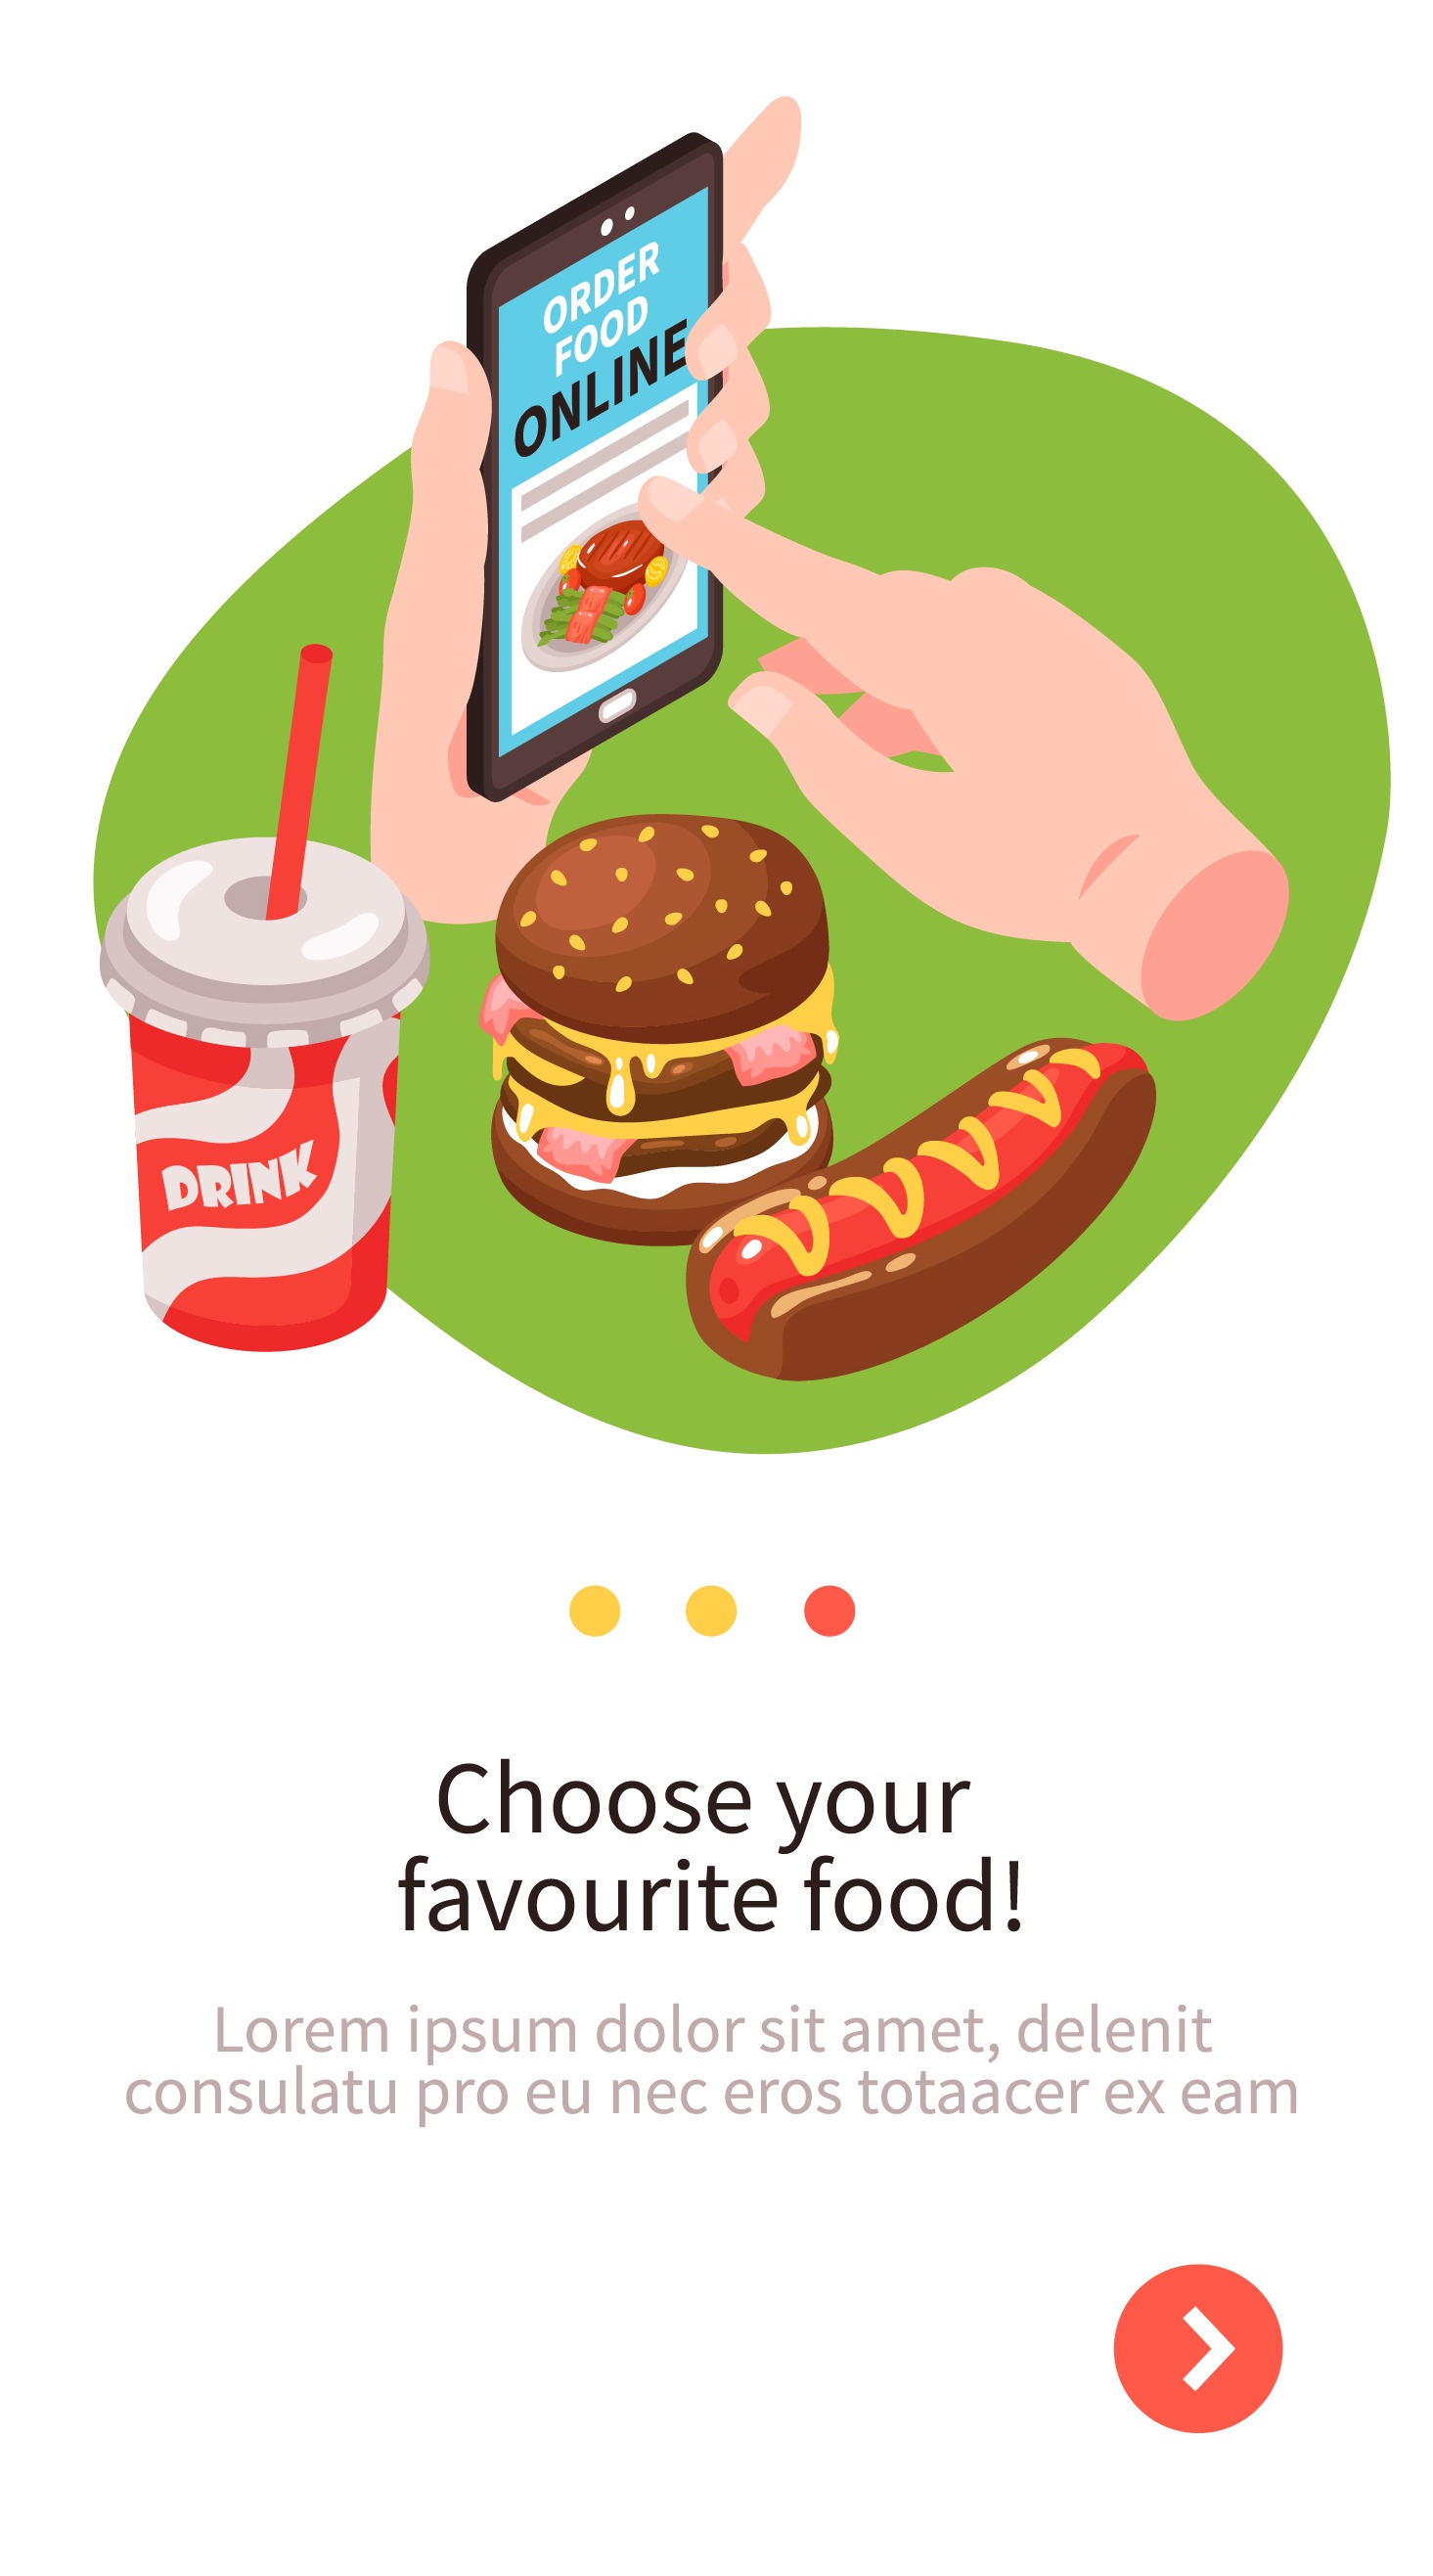 ORDER
FOOD
ONLINE
DRINK
Choose your
favourite food!
Lorem ipsum dolor sit amet, delenit
consulatu pro eu nec eros totaacer ex eam